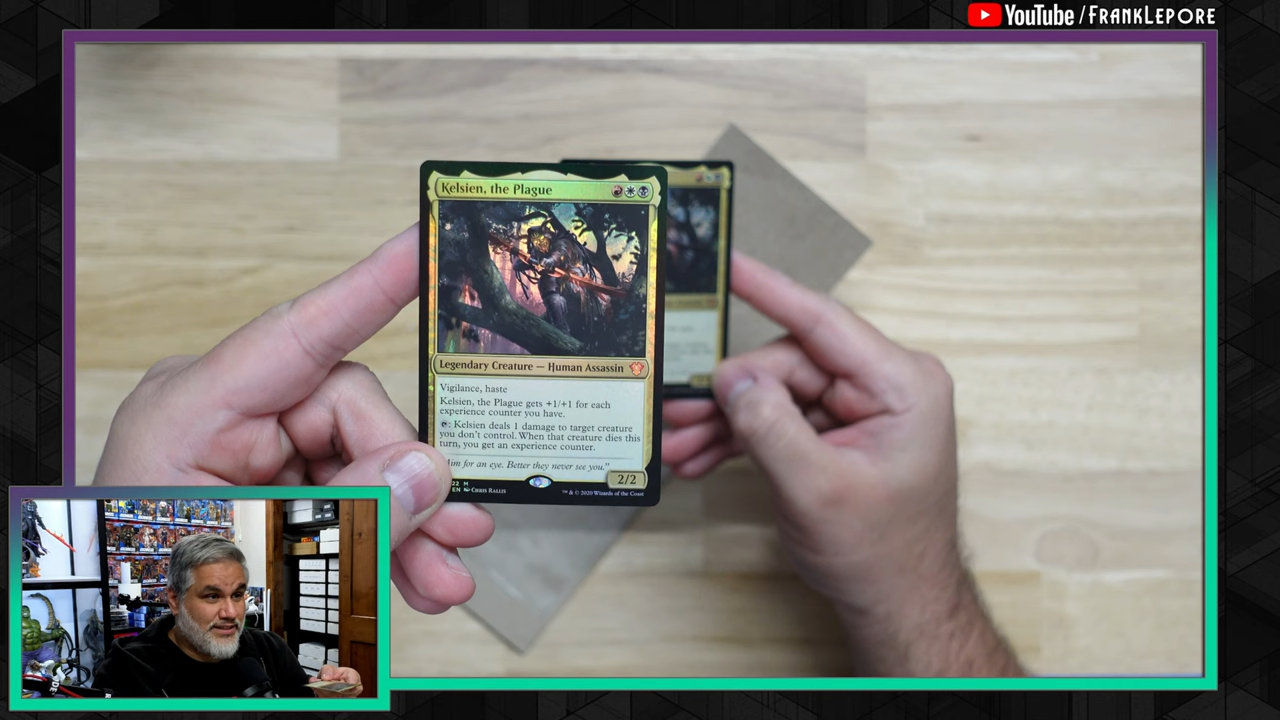 YouTube /FRANKLEPORE
Kelsien, the Plague
Legendary Creature — Human Assassin
Vigilance, haste
Kelsien, the Plague gets +1/+1 for each
experience counter you have.
: Kelsien deals 1 damage to target creature
you don't control. When that creature dies this
turn, you get an experience counter.
Aim for an eye. Better they never see you."
2/2
22 M
EN Chris Rallis
™ & © 2020 Wizards of the Coast